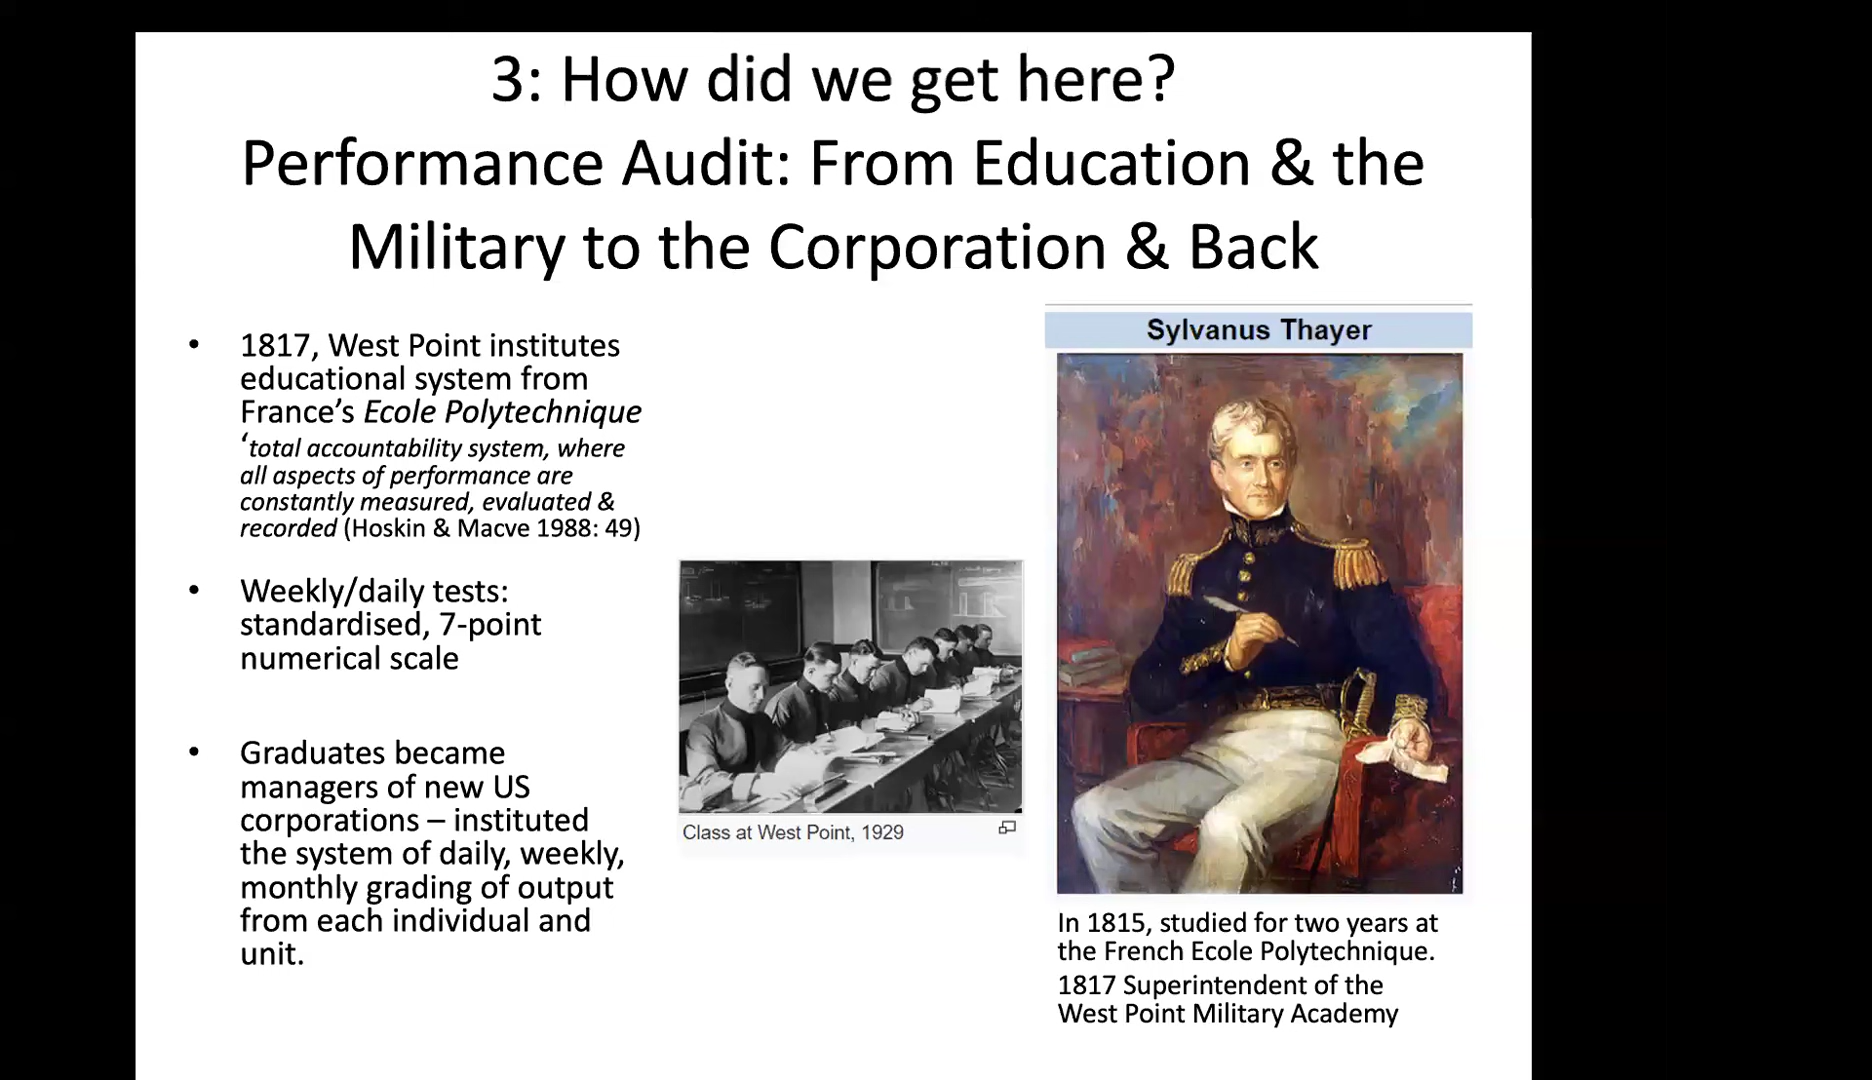 3: How did we get here?
Performance Audit: From Education & the
Military to the Corporation & Back
• 1817, West Point institutes
educational system from
France’s Ecole Polytechnique
‘total accountability system, where
all aspects of performance are
constantly measured, evaluated &
recorded (Hoskin & Macve 1988: 49)
• Weekly/daily tests:
standardised, 7-point
numerical scale
• Graduates became
managers of new US
corporations – instituted
the system of daily, weekly,
monthly grading of output
from each individual and
unit.
Class at West Point, 1929
Sylvanus Thayer
In 1815, studied for two years at
the French Ecole Polytechnique.
1817 Superintendent of the
West Point Military Academy